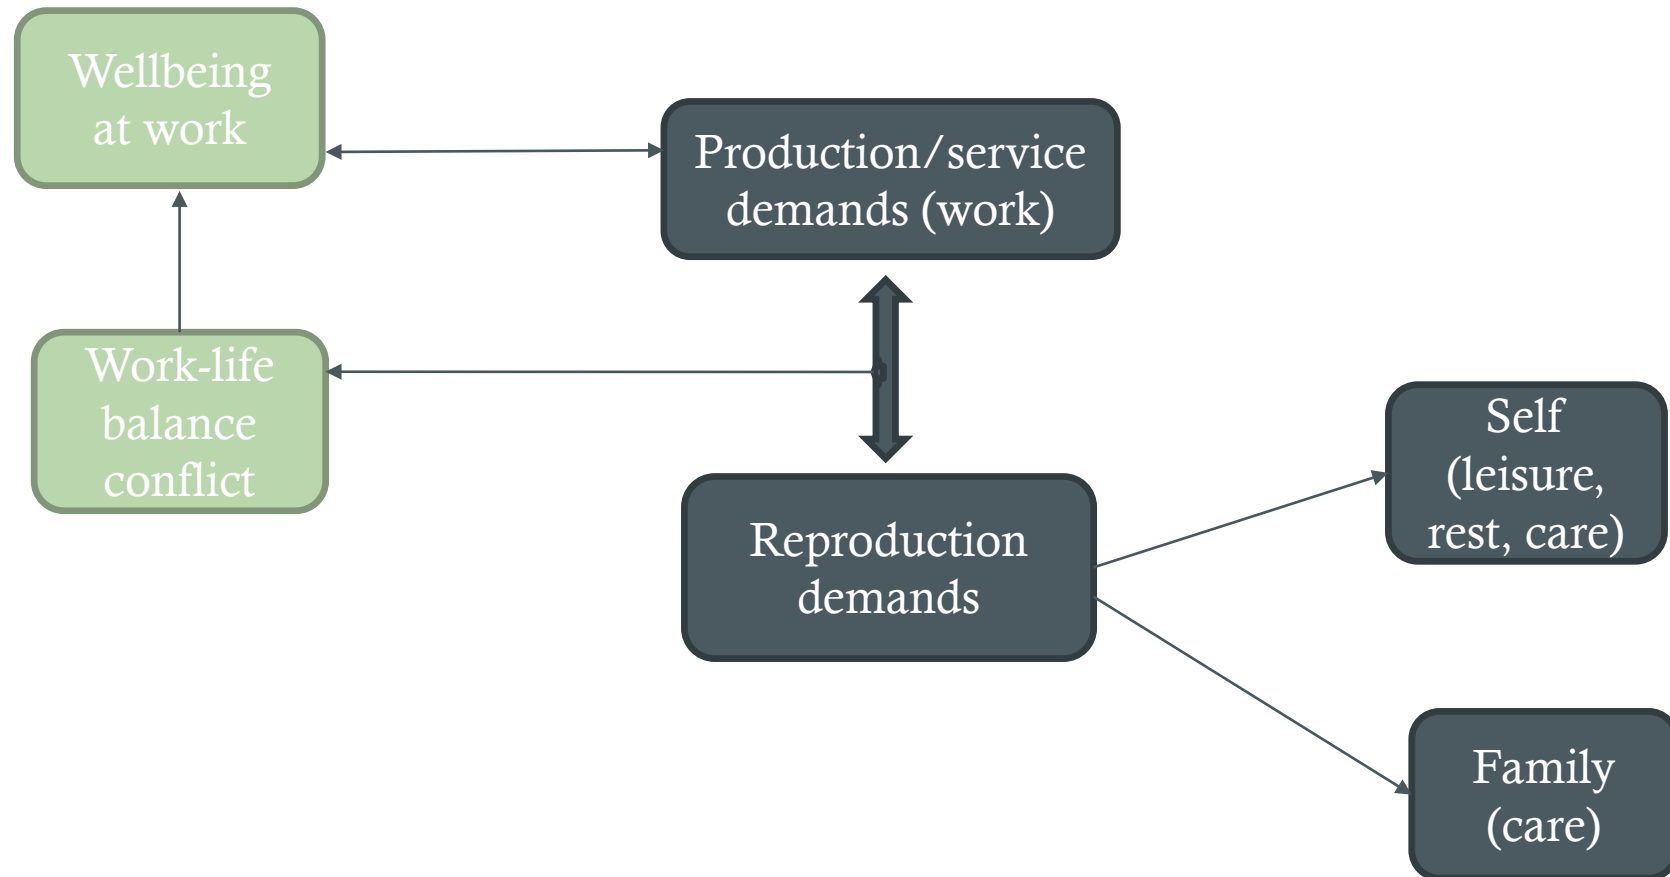 Wellbeing
at work
Production/service
demands (work)
Work-life
balance
conflict
Reproduction
demands
Self
(leisure,
rest, care)
Family
(care)